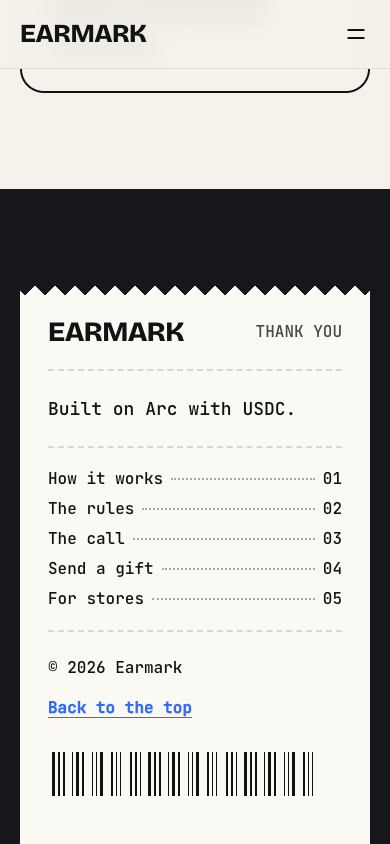 EARMARK
EARMARK THANK YOU
Built on Arc with USDC.
How it works 01
The rules 02
The call 03
Send a gift 04
For stores 05
© 2026 Earmark
Back to the top